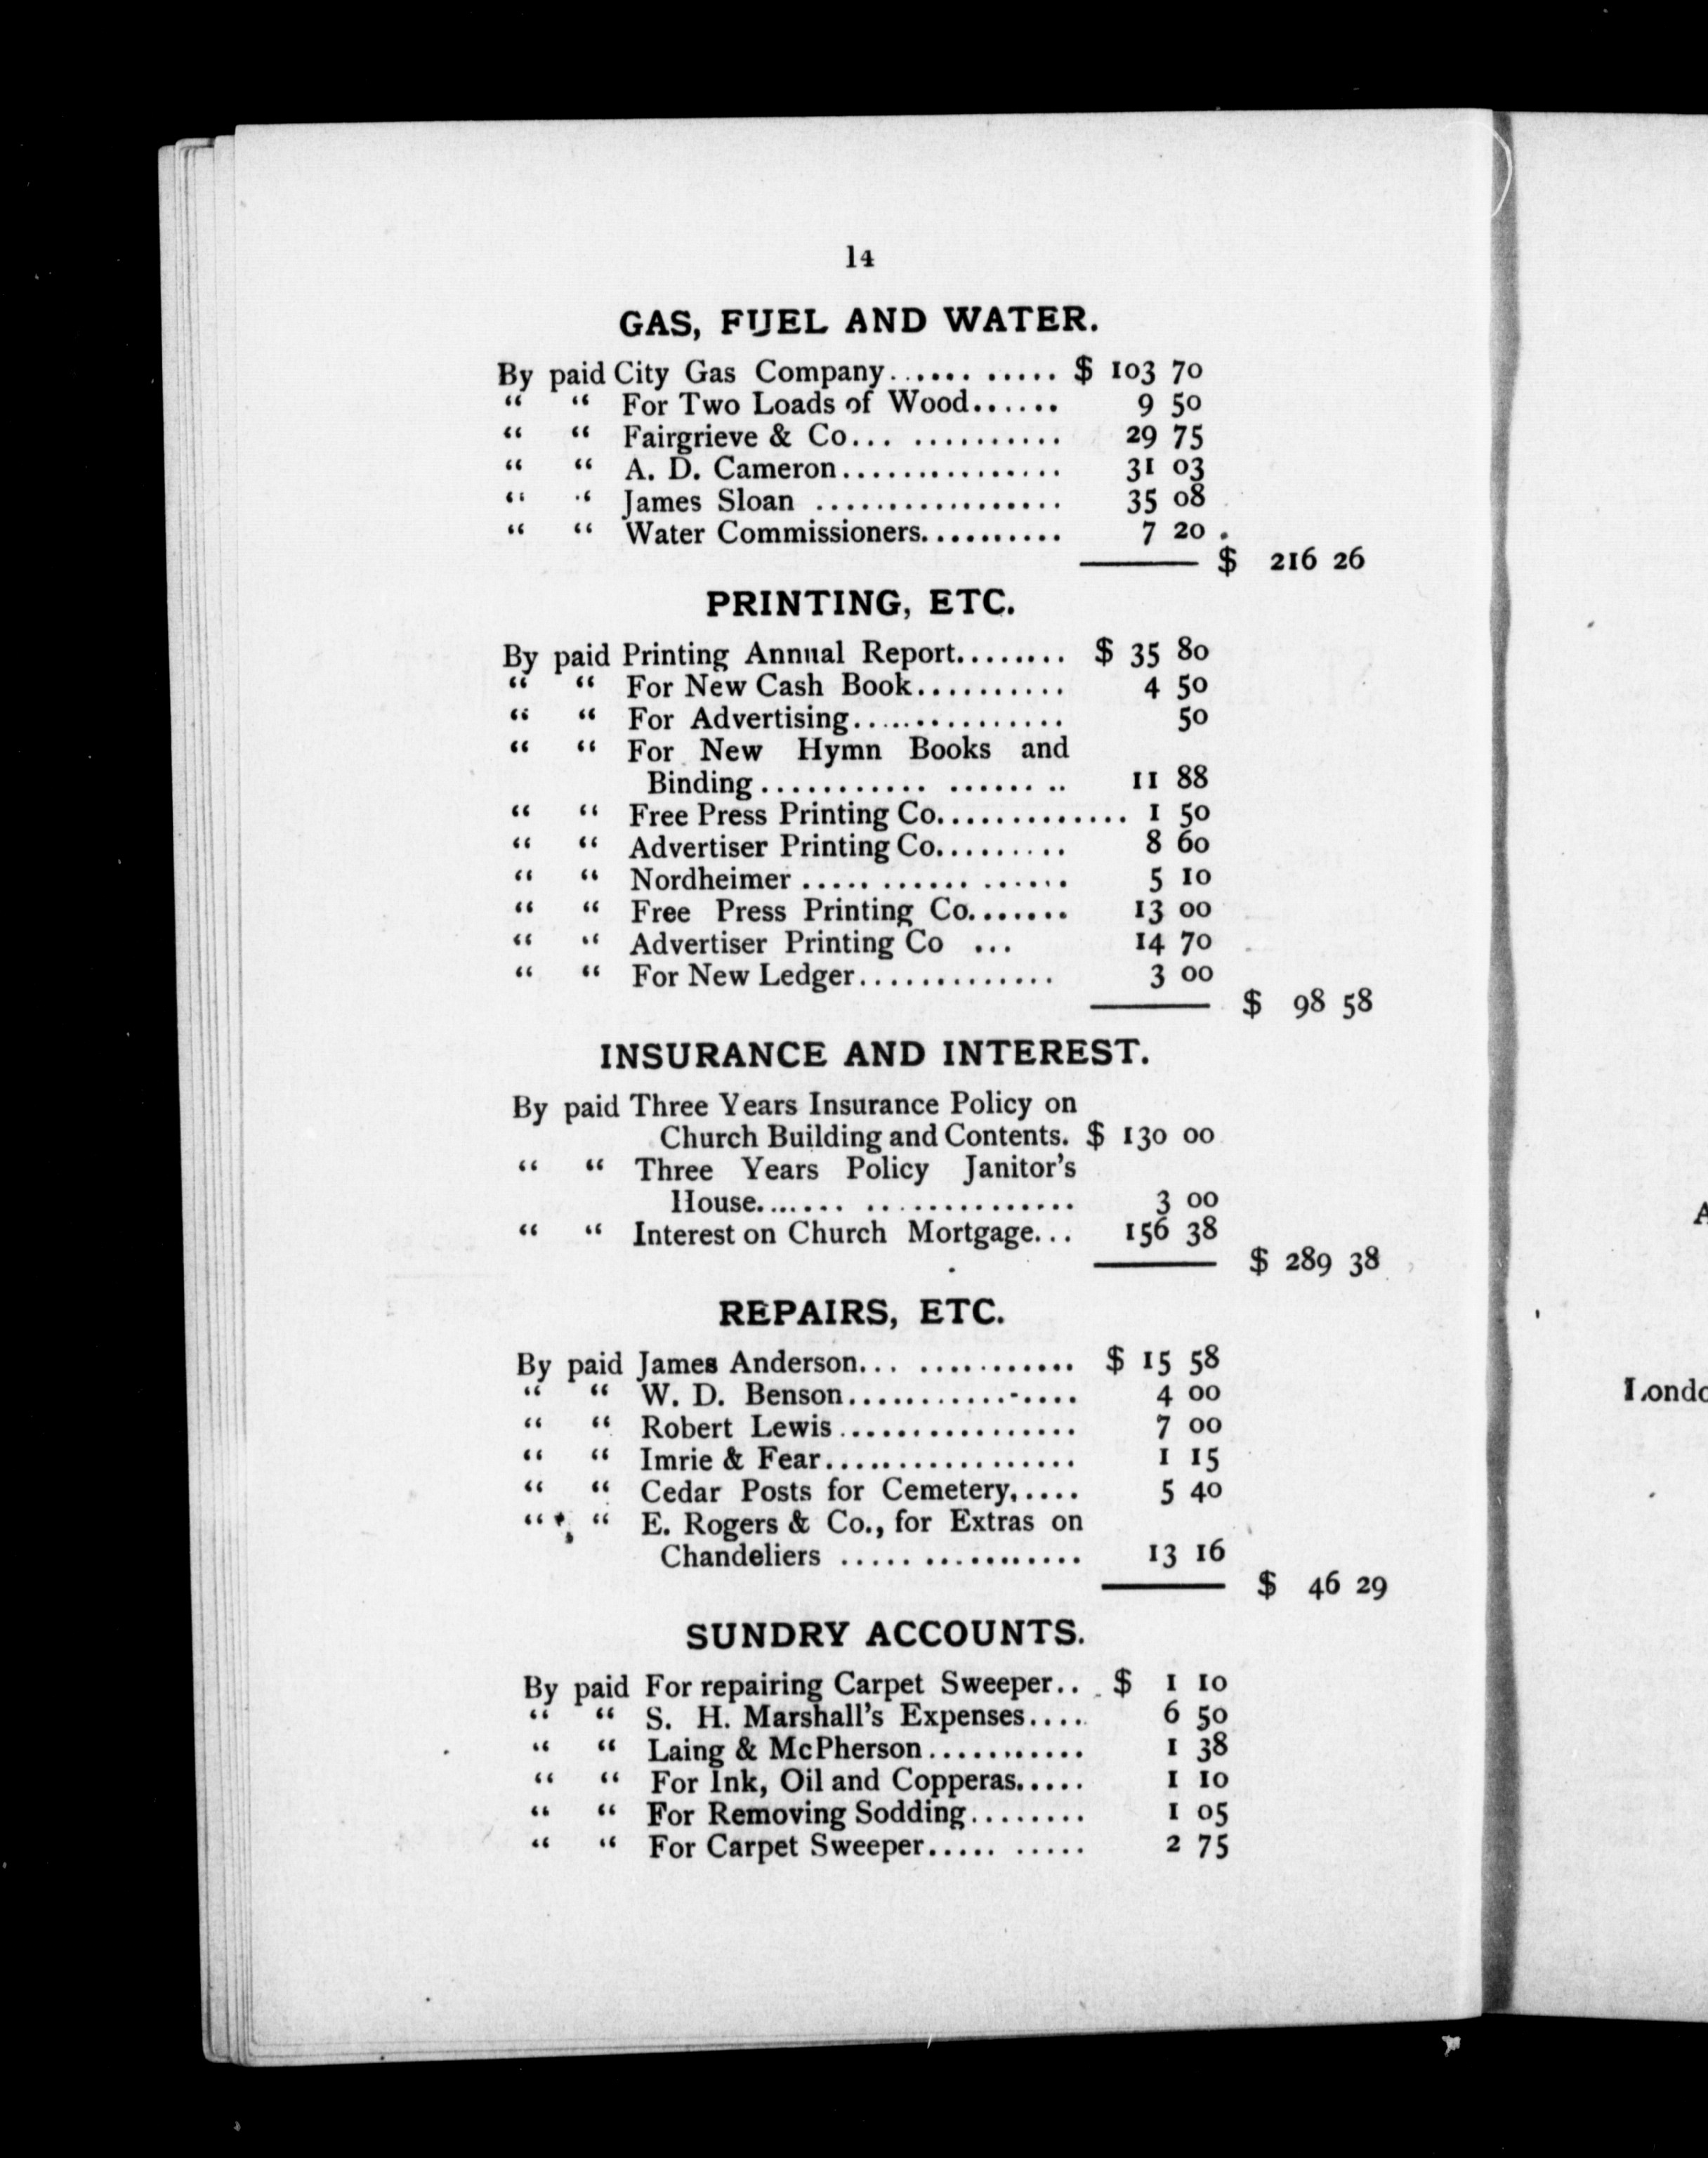 14
GAS, FUEL AND WATER.
By paid City Gas Company...... ..... $ 103 70
“ “ For Two Loads of Wood...... 9 50
“ “ Fairgrieve & Co... .......... 29 75
“ “ A. D. Cameron............... 31 03
“ “ James Sloan ................. 35 08
“ “ Water Commissioners.......... 7 20
$ 216 26
PRINTING, ETC.
By paid Printing Annual Report........ $ 35 80
“ “ For New Cash Book.......... 4 50
“ “ For Advertising............... 50
“ “ For New Hymn Books and
Binding........... ...... .. 11 88
“ “ Free Press Printing Co.............. 1 50
“ “ Advertiser Printing Co......... 8 60
“ “ Nordheimer ..... ...... ...... 5 10
“ “ Free Press Printing Co....... 13 00
“ “ Advertiser Printing Co ... 14 70
“ “ For New Ledger............. 3 00
$ 98 58
INSURANCE AND INTEREST.
By paid Three Years Insurance Policy on
Church Building and Contents. $ 130 00
“ “ Three Years Policy Janitor's
House....... .............. 3 00
“ “ Interest on Church Mortgage... 156 38
$ 289 38
REPAIRS, ETC.
By paid James Anderson... ........... $ 15 58
“ “ W. D. Benson...........-.... 4 00
“ “ Robert Lewis................ 7 00
“ “ Imrie & Fear................. 1 15
“ “ Cedar Posts for Cemetery..... 5 40
“ “ E. Rogers & Co., for Extras on
Chandeliers ..... ........... 13 16
$ 46 29
SUNDRY ACCOUNTS.
By paid For repairing Carpet Sweeper.. $ 1 10
“ “ S. H. Marshall's Expenses.... 6 50
“ “ Laing & McPherson........... 1 38
“ “ For Ink, Oil and Copperas..... 1 10
“ “ For Removing Sodding........ 1 05
“ “ For Carpet Sweeper..... ..... 2 75